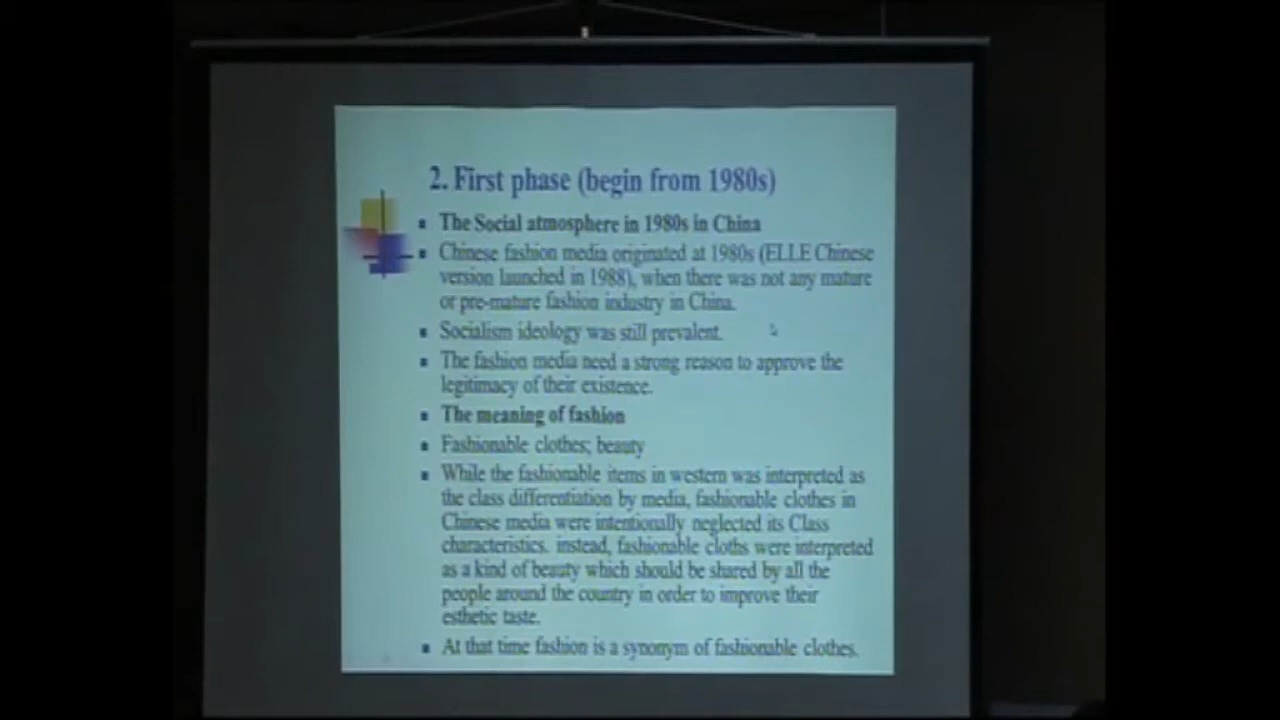 2. First phase (begin from 1980s)
The Social atmosphere in 1980s in China
Chinese fashion media originated at 1980s (ELLE Chinese
version launched in 1988), when there was not any mature
or pre-mature fashion industry in China.
Socialism ideology was still prevalent.
The fashion media need a strong reason to approve the
legitimacy of their existence.
The meaning of fashion
Fashionable clothes; beauty
While the fashionable items in western was interpreted as
the class differentiation by media, fashionable clothes in
Chinese media were intentionally neglected its Class
characteristics. instead, fashionable cloths were interpreted
as a kind of beauty which should be shared by all the
people around the country in order to improve their
esthetic taste.
At that time fashion is a synonym of fashionable clothes.